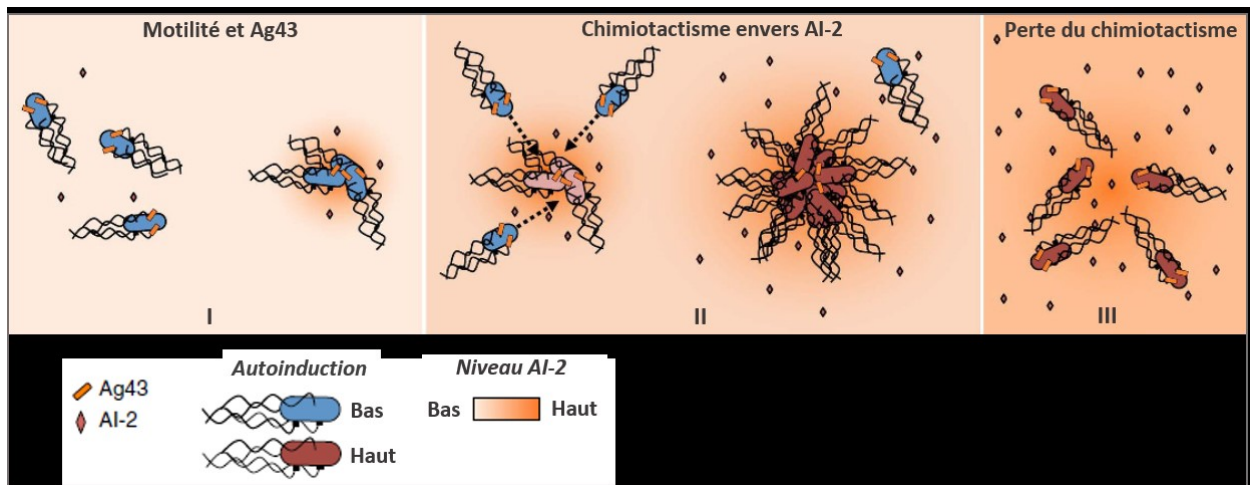 Motilité et Ag43
Chimiotactisme envers AI-2
Perte du chimiotactisme
I
II
III
Ag43
AI-2
Autoinduction
Bas
Haut
Niveau AI-2
Bas Haut